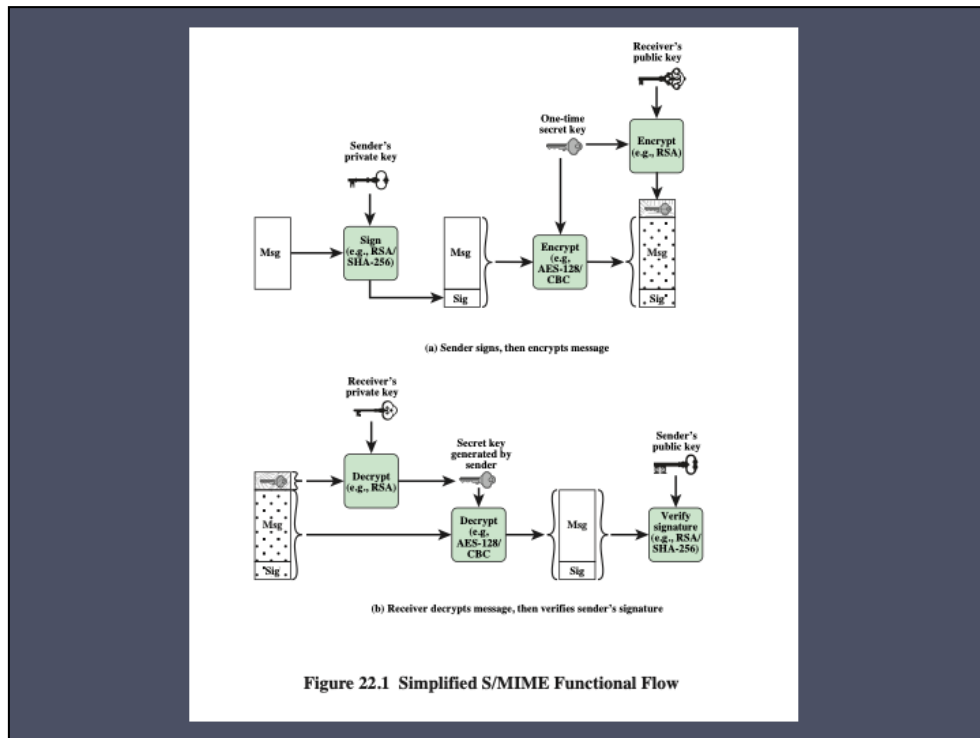 Receiver's
public key
One-time
secret key
Encrypt
(e.g., RSA)
Sender's
private key
Msg
Sign
(e.g., RSA/
SHA-256)
Msg
Sig
Encrypt
(e.g,
AES-128/
CBC
Msg
Sig
(a) Sender signs, then encrypts message
Receiver's
private key
Decrypt
(e.g., RSA)
Secret key
generated by
sender
Sender's
public key
Msg
Sig
Decrypt
(e.g,
AES-128/
CBC
Msg
Sig
Verify
signature
(e.g., RSA/
SHA-256)
(b) Receiver decrypts message, then verifies sender's signature
Figure 22.1 Simplified S/MIME Functional Flow